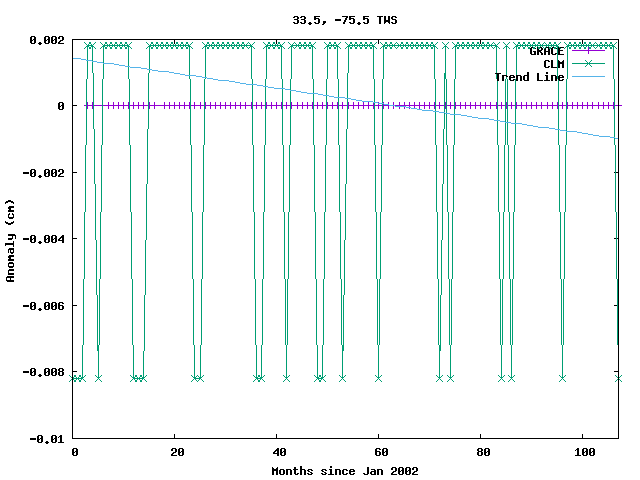 33.5, -75.5 TWS
0.002
0
-0.002
-0.004
-0.006
-0.008
-0.01
Anomaly (cm)
GRACE
CLM
Trend Line
0 20 40 60 80 100
Months since Jan 2002